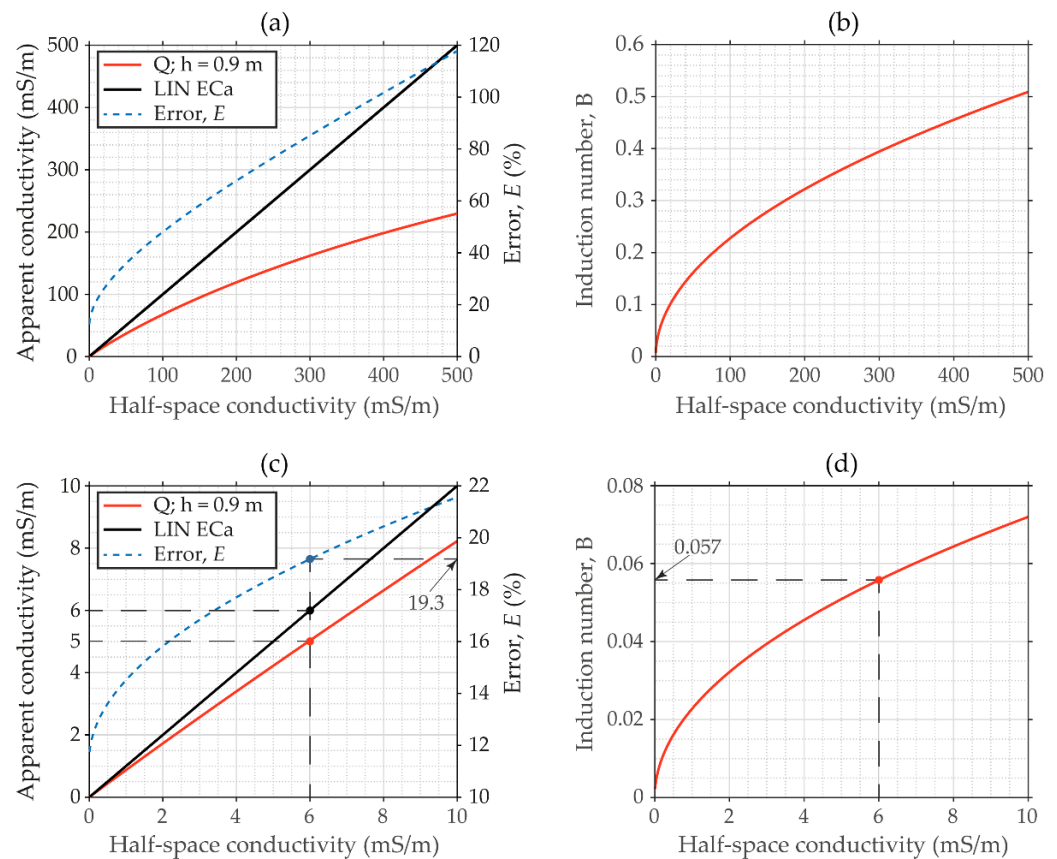 (a)
Apparent conductivity (mS/m)
500
400
300
200
100
0
Q; h = 0.9 m
LIN ECa
Error, E
120
100
80
60
40
20
0
Error, E (%)
0 100 200 300 400 500
Half-space conductivity (mS/m)
(b)
Induction number, B
0.6
0.5
0.4
0.3
0.2
0.1
0
0 100 200 300 400 500
Half-space conductivity (mS/m)
(c)
Apparent conductivity (mS/m)
10
8
6
5
4
2
0
Q; h = 0.9 m
LIN ECa
Error, E
19.3
22
20
18
16
14
12
10
Error, E (%)
0 2 4 6 8 10
Half-space conductivity (mS/m)
(d)
Induction number, B
0.08
0.06
0.04
0.02
0
0.057
0 2 4 6 8 10
Half-space conductivity (mS/m)